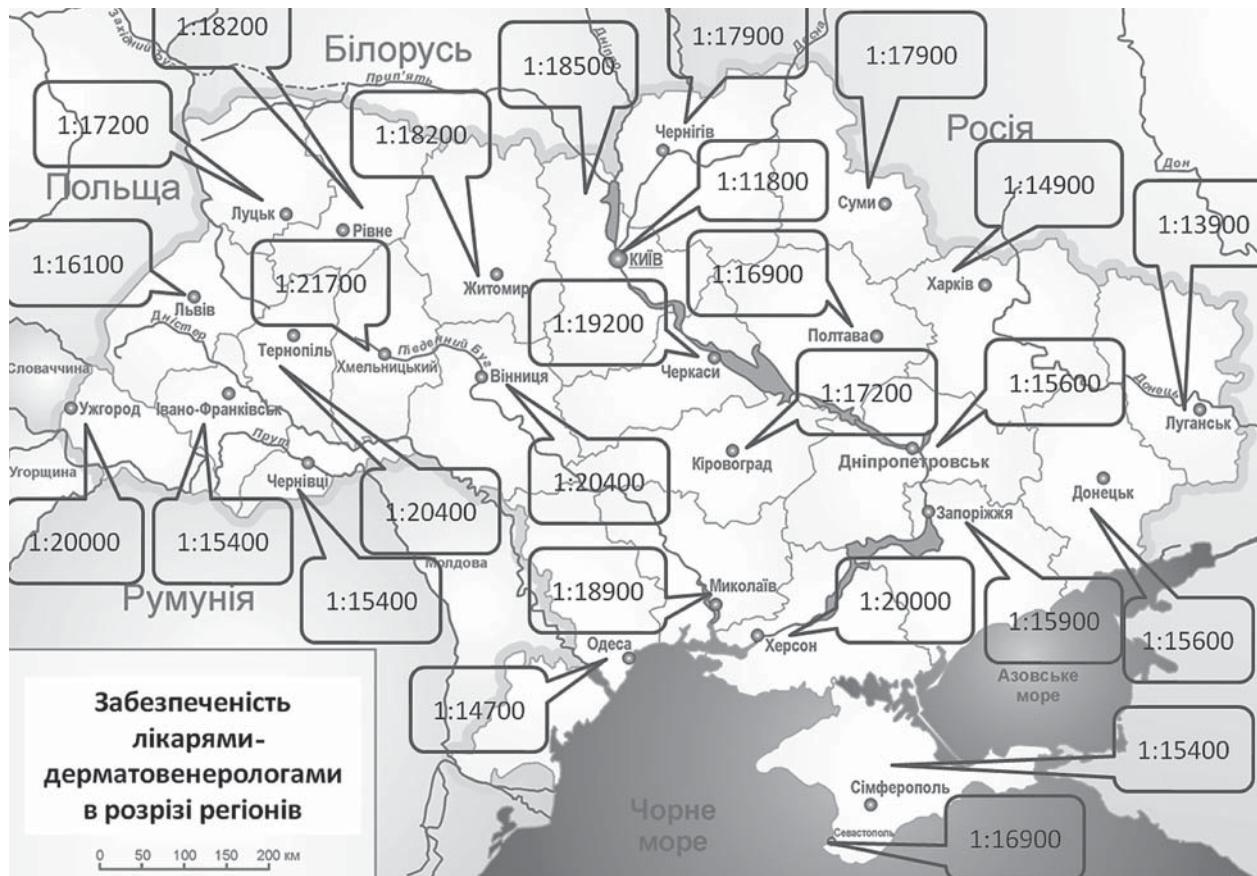 1:18200
Білорусь
Західний Буг
Прип'ять
Дніпро
Десна
1:17900
1:17900
1:18500
1:17200
1:18200
Чернігів
Росія
Дон
Польща
1:11800
1:14900
1:13900
Луцьк
Рівне
Суми
1:16100
1:21700
КИЇВ
1:16900
Житомир
Харків
Львів
Дністер
1:19200
Тернопіль
Південний Буг
Полтава
Словаччина
Хмельницький
Вінниця
Черкаси
1:17200
1:15600
Донець
Ужгород
Івано-Франківськ
Луганськ
Прут
Кіровоград
Дніпропетровськ
Угорщина
Чернівці
1:20400
Донецьк
1:20000
1:15400
1:20400
Запоріжжя
Молдова
Румунія
1:15400
1:18900
Миколаїв
1:20000
1:15900
1:15600
Одеса
Херсон
Азовське
море
1:14700
Забезпеченість
лікарями-
дерматовенерологами
в розрізі регіонів
1:15400
Сімферополь
Чорне
море
Севастополь
1:16900
0 50 100 150 200 км